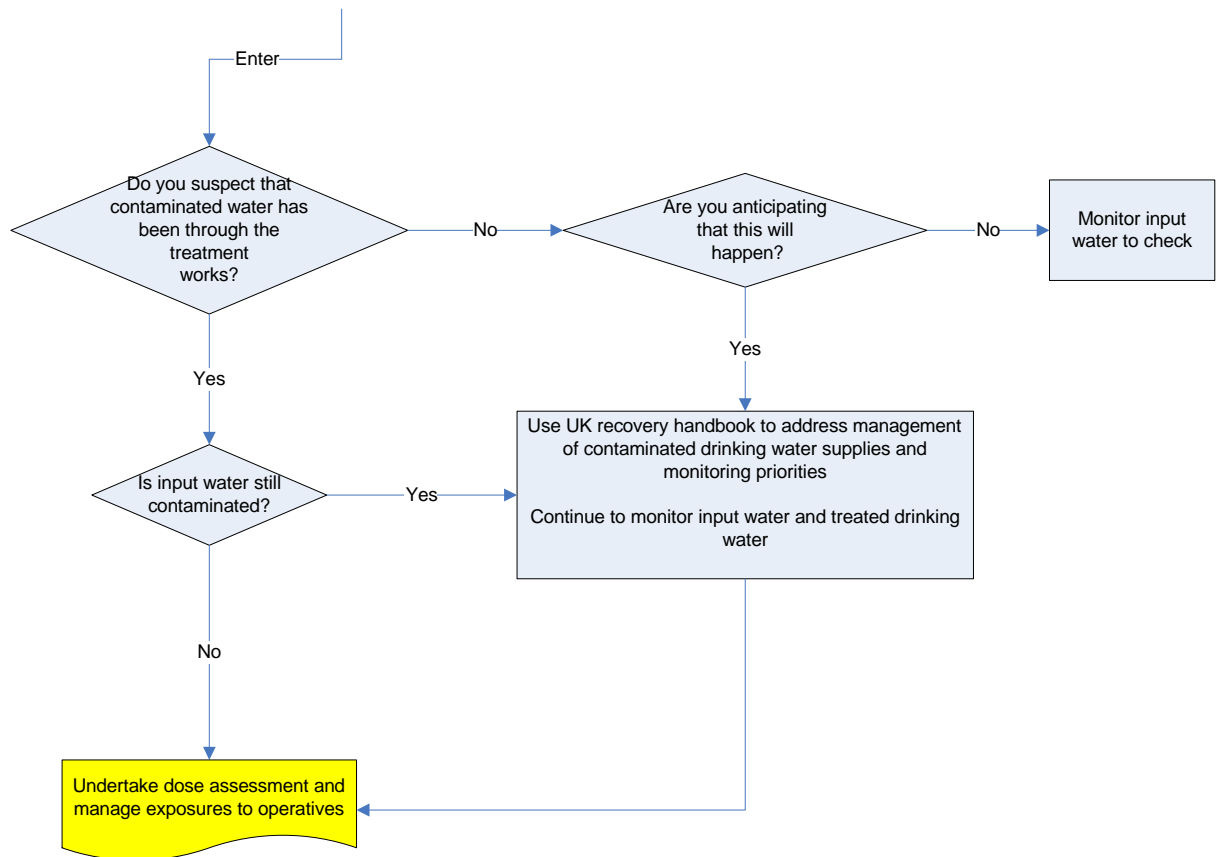 Enter
Do you suspect that
contaminated water has
been through the
treatment
works?
No
Are you anticipating
that this will
happen?
No
Monitor input
water to check
Yes
Yes
Use UK recovery handbook to address management
of contaminated drinking water supplies and
monitoring priorities
Continue to monitor input water and treated drinking
water
Is input water still
contaminated?
Yes
No
Undertake dose assessment and
manage exposures to operatives